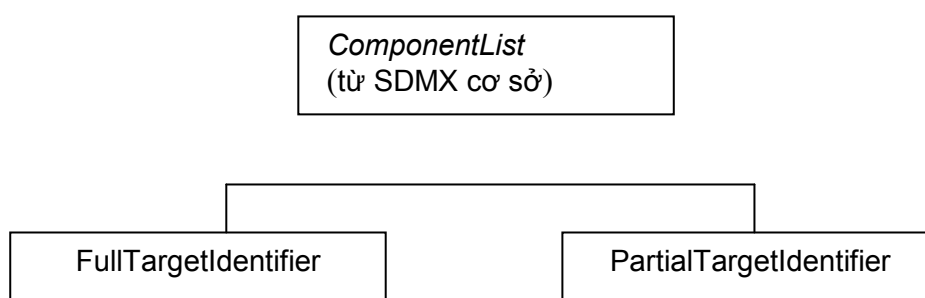 ComponentList
(từ SDMX cơ sở)
FullTargetIdentifier
PartialTargetIdentifier